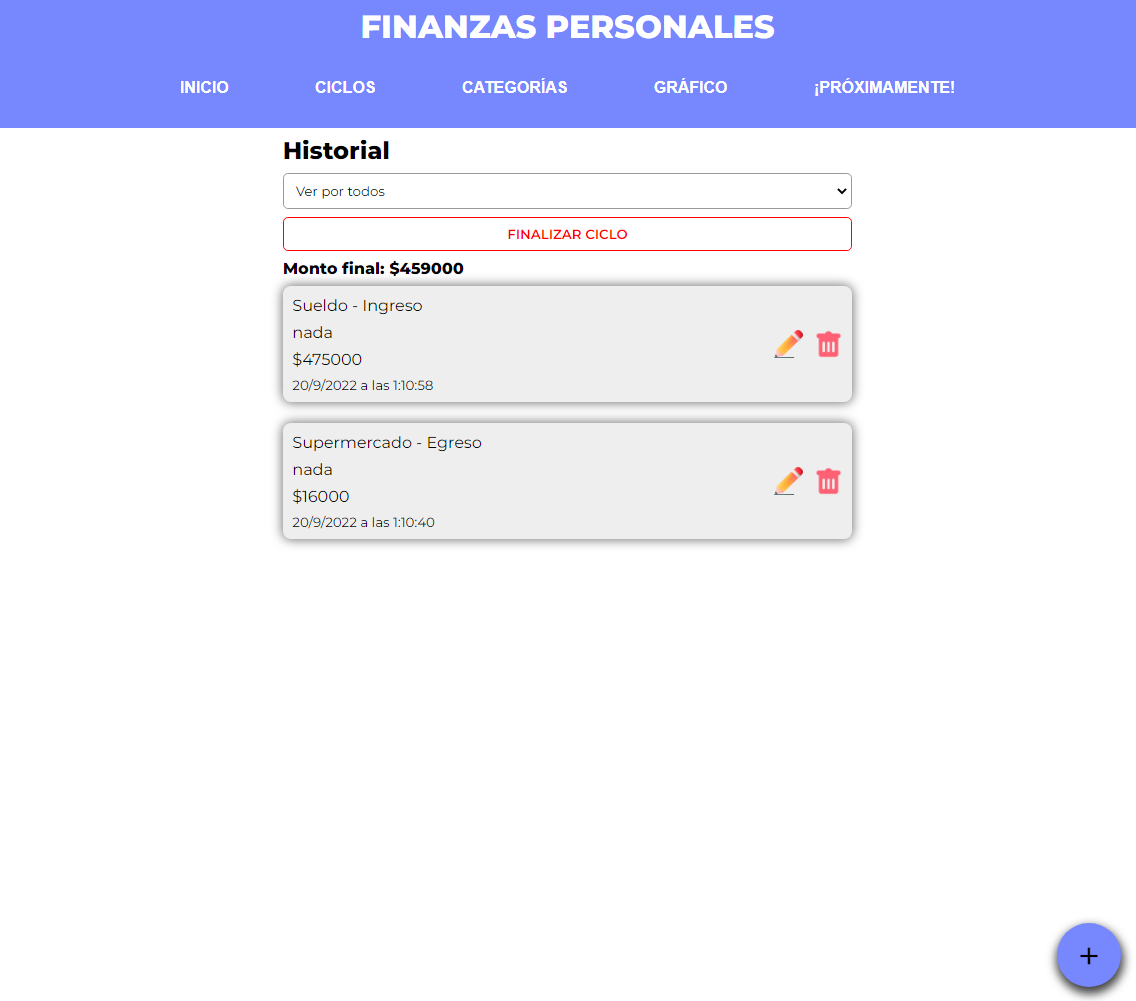 FINANZAS PERSONALES
INICIO CICLOS CATEGORÍAS GRÁFICO ¡PRÓXIMAMENTE!
Historial
Ver por todos
FINALIZAR CICLO
Monto final: $459000
Sueldo - Ingreso
nada
$475000
20/9/2022 a las 1:10:58
Supermercado - Egreso
nada
$16000
20/9/2022 a las 1:10:40
+